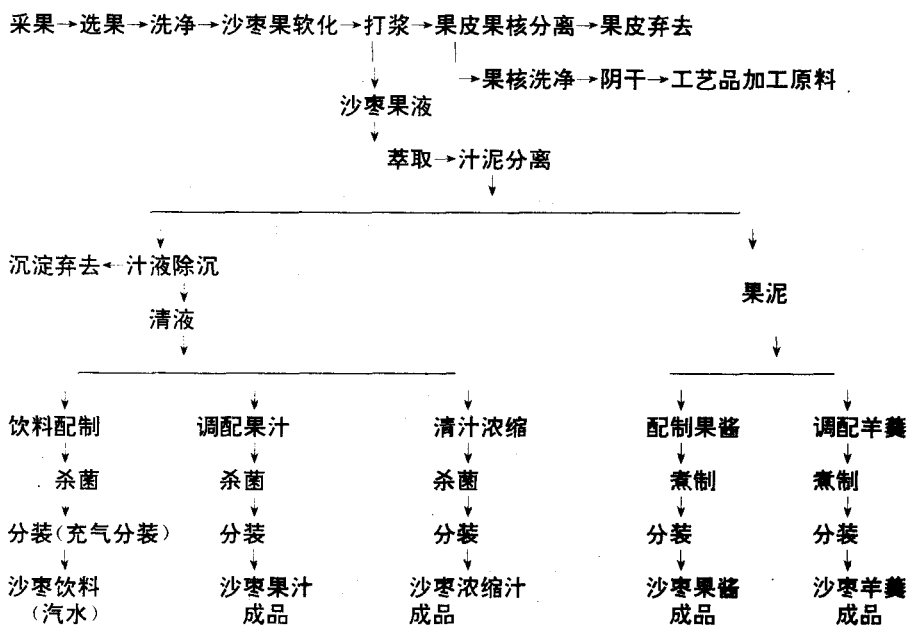 采果→选果→洗净→沙枣果软化→打浆→果皮果核分离→果皮弃去
→果核洗净→阴干→工艺品加工原料
沙枣果液
萃取→汁泥分离
沉淀弃去←汁液除沉
果泥
清液
饮料配制 调配果汁 清汁浓缩 配制果酱 调配羊羹
杀菌 杀菌 杀菌 煮制 煮制
分装(充气分装) 分装 分装 分装 分装
沙枣饮料 沙枣果汁 沙枣浓缩汁 沙枣果酱 沙枣羊羹
(汽水) 成品 成品 成品 成品